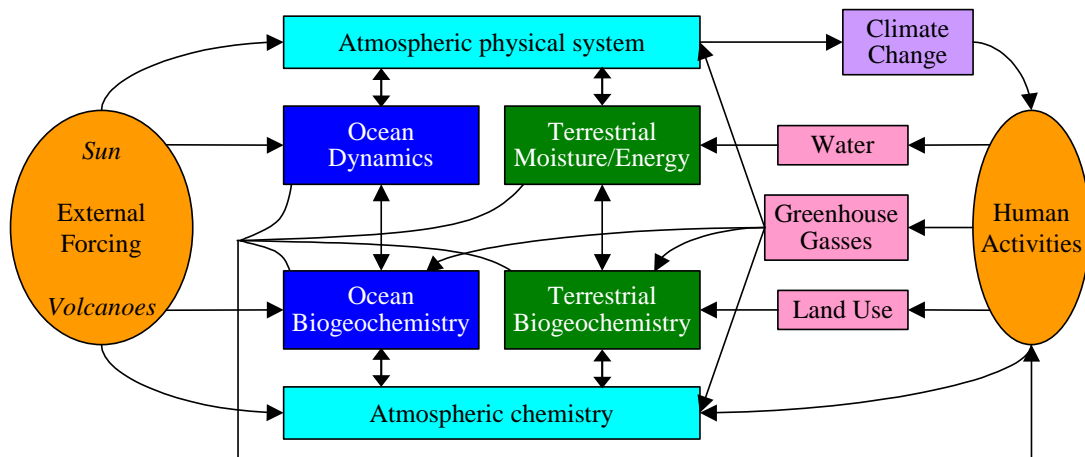 Atmospheric physical system
Climate
Change
Sun
External
Forcing
Volcanoes
Ocean
Dynamics
Terrestrial
Moisture/Energy
Water
Greenhouse
Gasses
Human
Activities
Ocean
Biogeochemistry
Terrestrial
Biogeochemistry
Land Use
Atmospheric chemistry